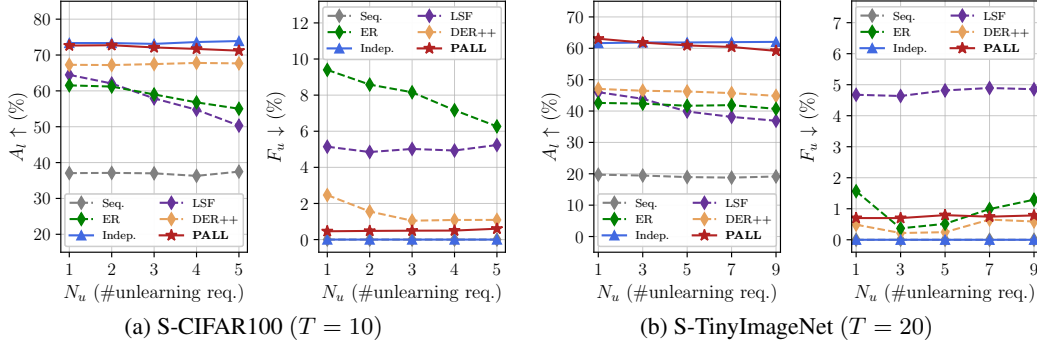 Seq.
ER
Indep.
LSF
DER++
PALL
A_l ↑ (%)
80
70
60
50
40
30
20
1 2 3 4 5
N_u (#unlearning req.)
Seq.
ER
Indep.
LSF
DER++
PALL
F_u ↓ (%)
12
10
8
6
4
2
0
1 2 3 4 5
N_u (#unlearning req.)
(a) S-CIFAR100 (T = 10)
Seq.
ER
Indep.
LSF
DER++
PALL
A_l ↑ (%)
70
60
50
40
30
20
10
0
1 3 5 7 9
N_u (#unlearning req.)
Seq.
ER
Indep.
LSF
DER++
PALL
F_u ↓ (%)
7
6
5
4
3
2
1
0
1 3 5 7 9
N_u (#unlearning req.)
(b) S-TinyImageNet (T = 20)